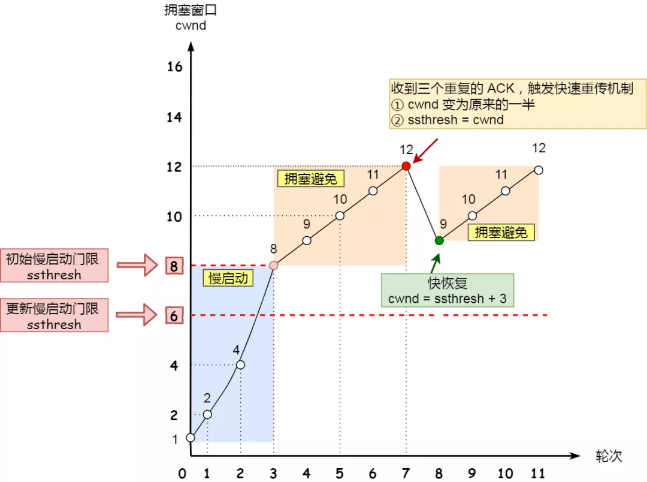 拥塞窗口
cwnd
16
14
12
10
8
6
4
2
1
0 1 2 3 4 5 6 7 8 9 10 11
轮次
初始慢启动门限
ssthresh
更新慢启动门限
ssthresh
慢启动
2
4
8
拥塞避免
9
10
11
12
收到三个重复的 ACK，触发快速重传机制
① cwnd 变为原来的一半
② ssthresh = cwnd
9
10
11
12
拥塞避免
快恢复
cwnd = ssthresh + 3